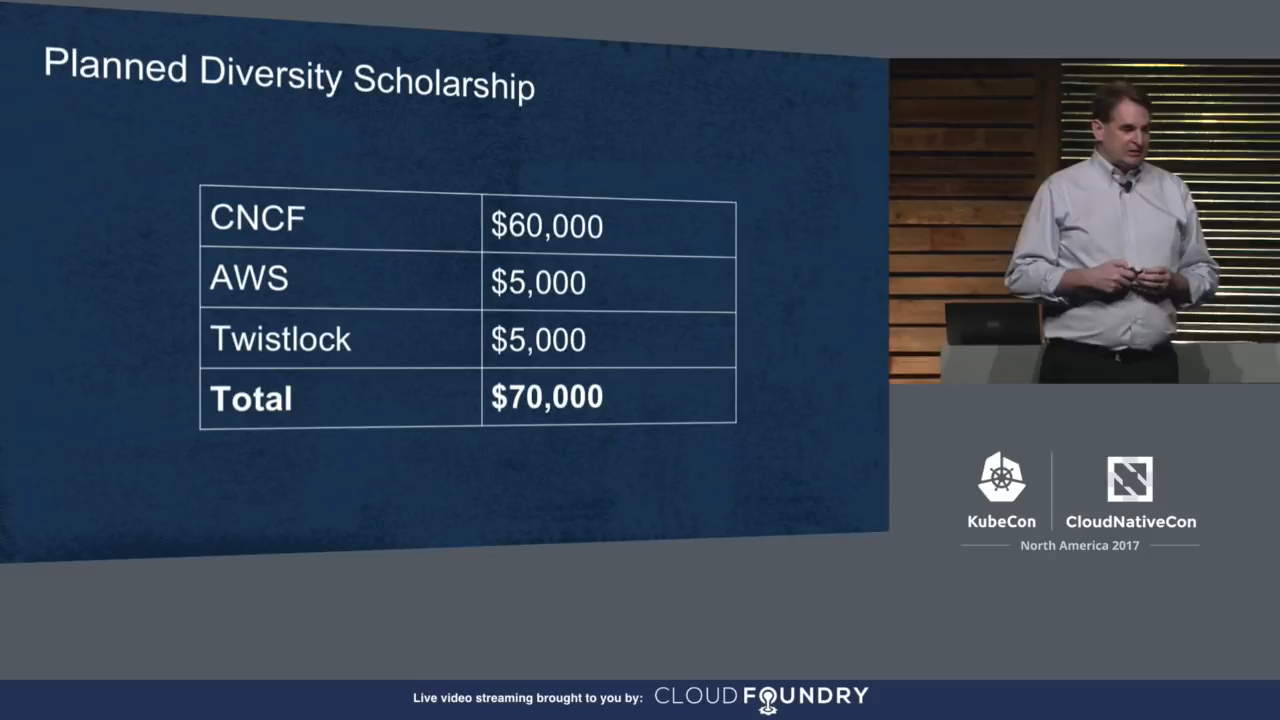 Planned Diversity Scholarship
CNCF $60,000
AWS $5,000
Twistlock $5,000
Total $70,000
KubeCon CloudNativeCon
North America 2017
Live video streaming brought to you by: CLOUD FOUNDRY